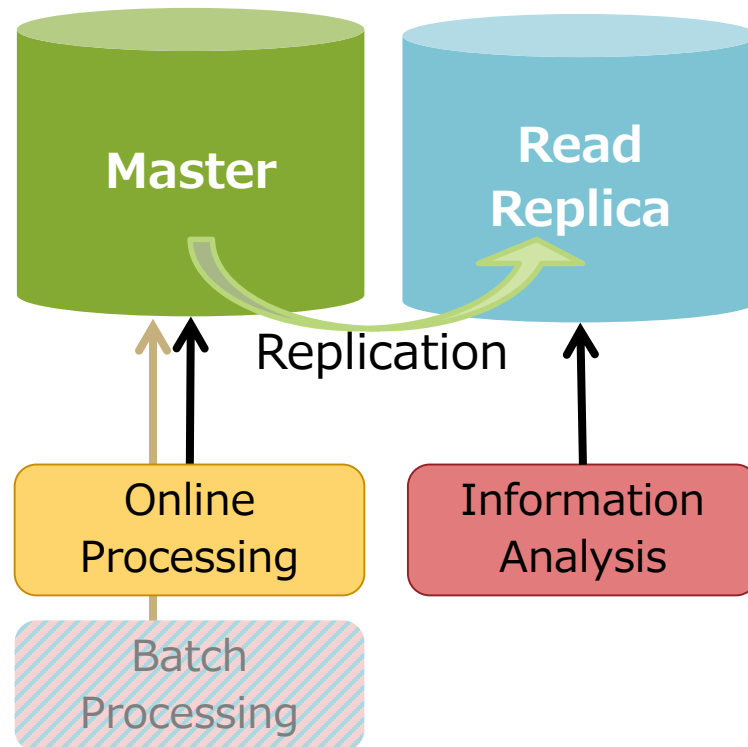 Master
Read
Replica
Replication
Online
Processing
Information
Analysis
Batch
Processing